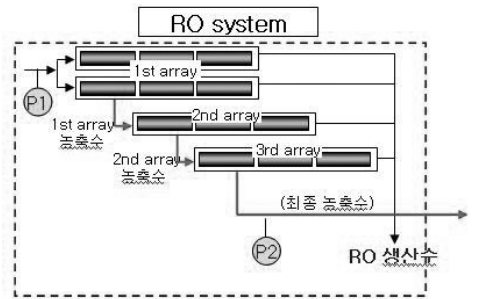 RO system
1st array
P1
1st array
농축수
2nd array
2nd array
농축수
3rd array
(최종 농축수)
P2
RO 생산수